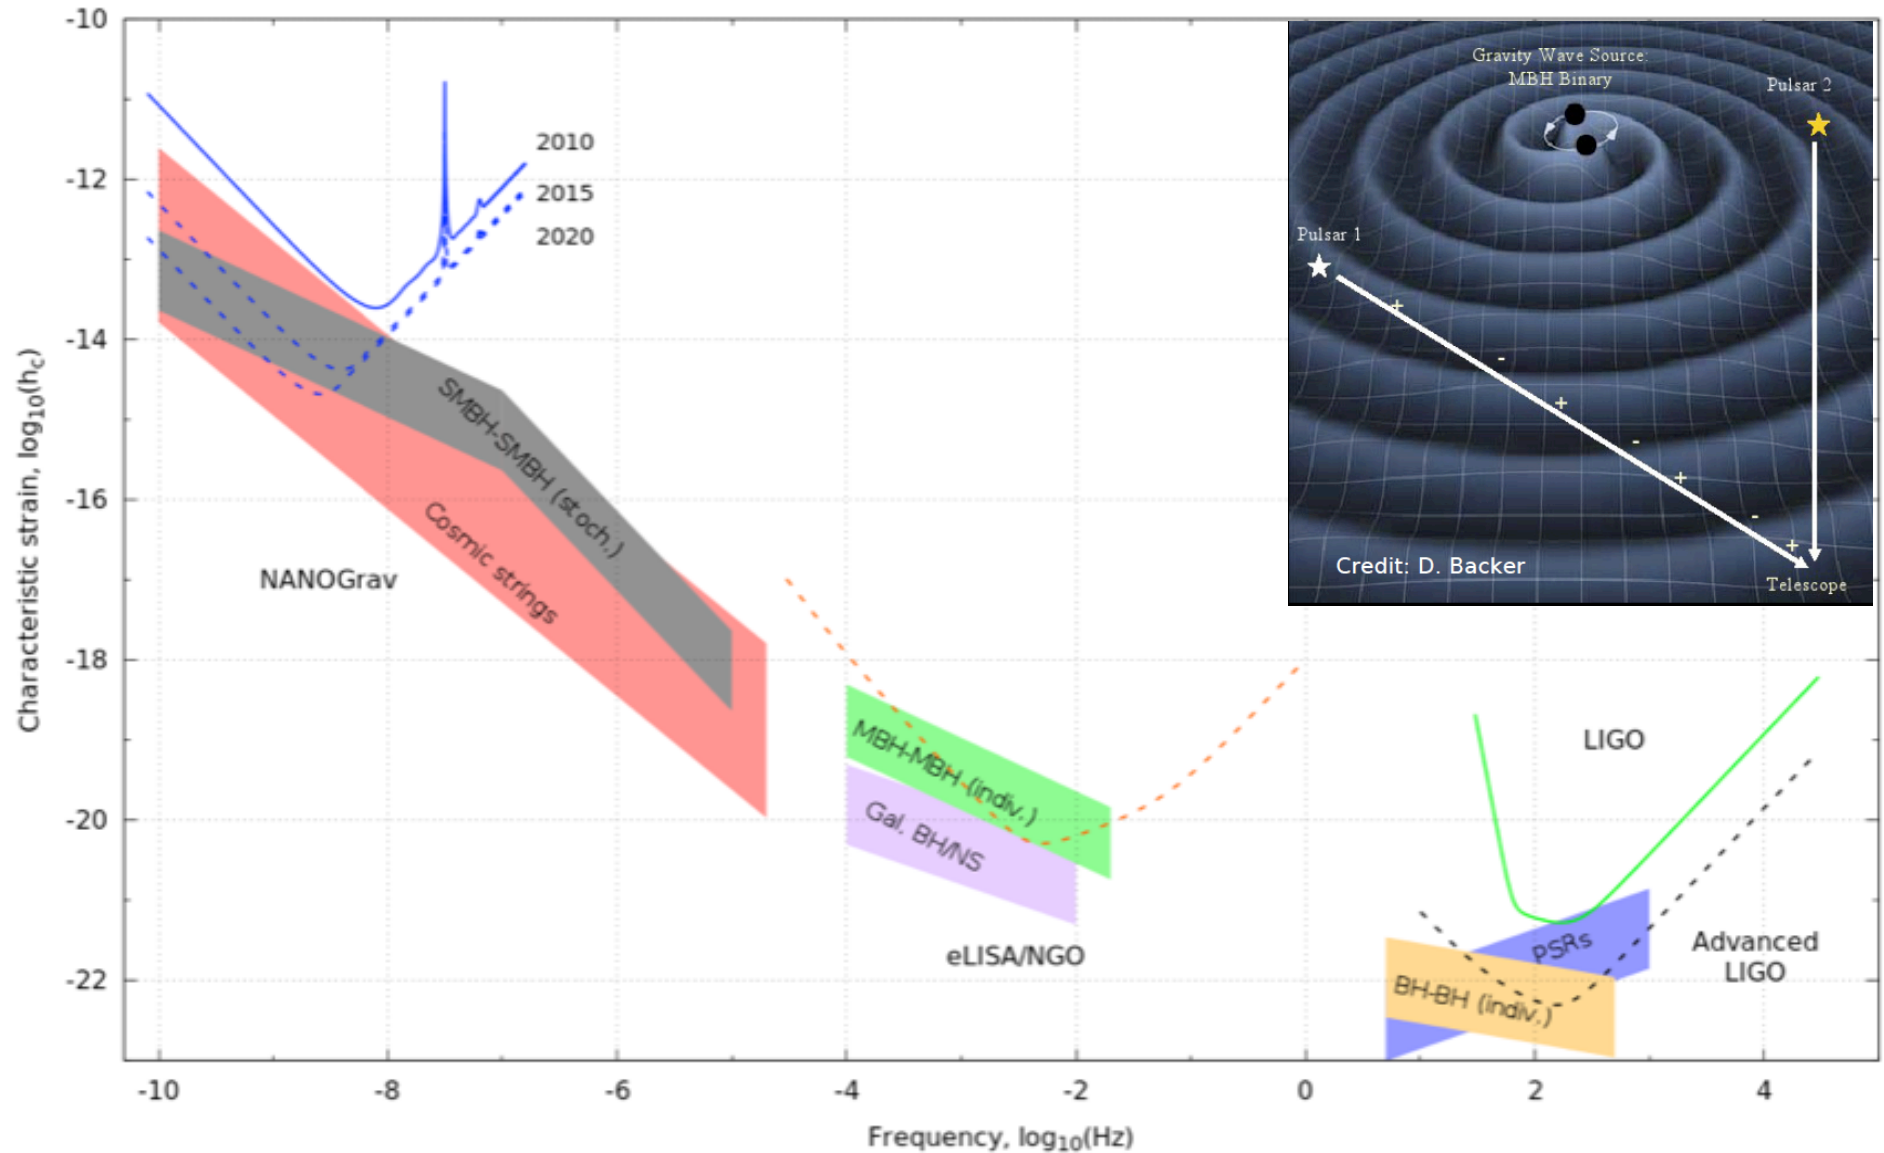 -10
-12
-14
-16
-18
-20
-22
Characteristic strain, log10(hc)
2010
2015
2020
SMBH-SMBH (stoch.)
Cosmic strings
NANOGrav
MBH-MBH (indiv.)
Gal. BH/NS
eLISA/NGO
Gravity Wave Source:
MBH Binary
Pulsar 2
Pulsar 1
+
-
+
-
+
-
+
Credit: D. Backer
Telescope
LIGO
PSRs
Advanced
LIGO
BH-BH (indiv.)
-10 -8 -6 -4 -2 0 2 4
Frequency, log10(Hz)